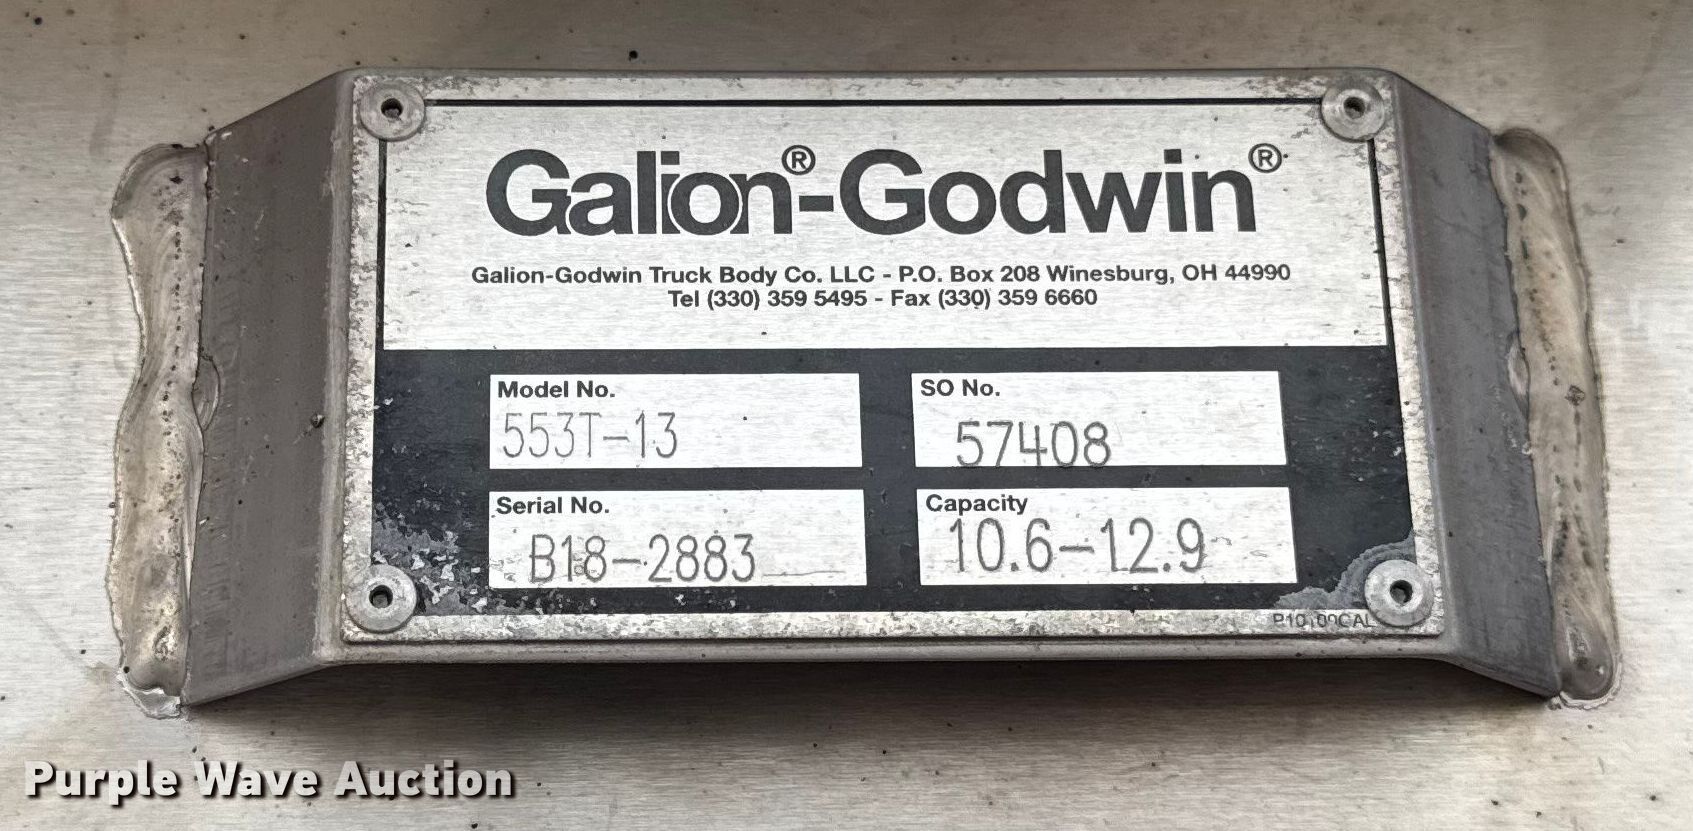 Galion®-Godwin®
Galion-Godwin Truck Body Co. LLC - P.O. Box 208 Winesburg, OH 44990
Tel (330) 359 5495 - Fax (330) 359 6660
Model No.
553T-13
SO No.
57408
Serial No.
B18-2883
Capacity
10.6-12.9
Purple Wave Auction